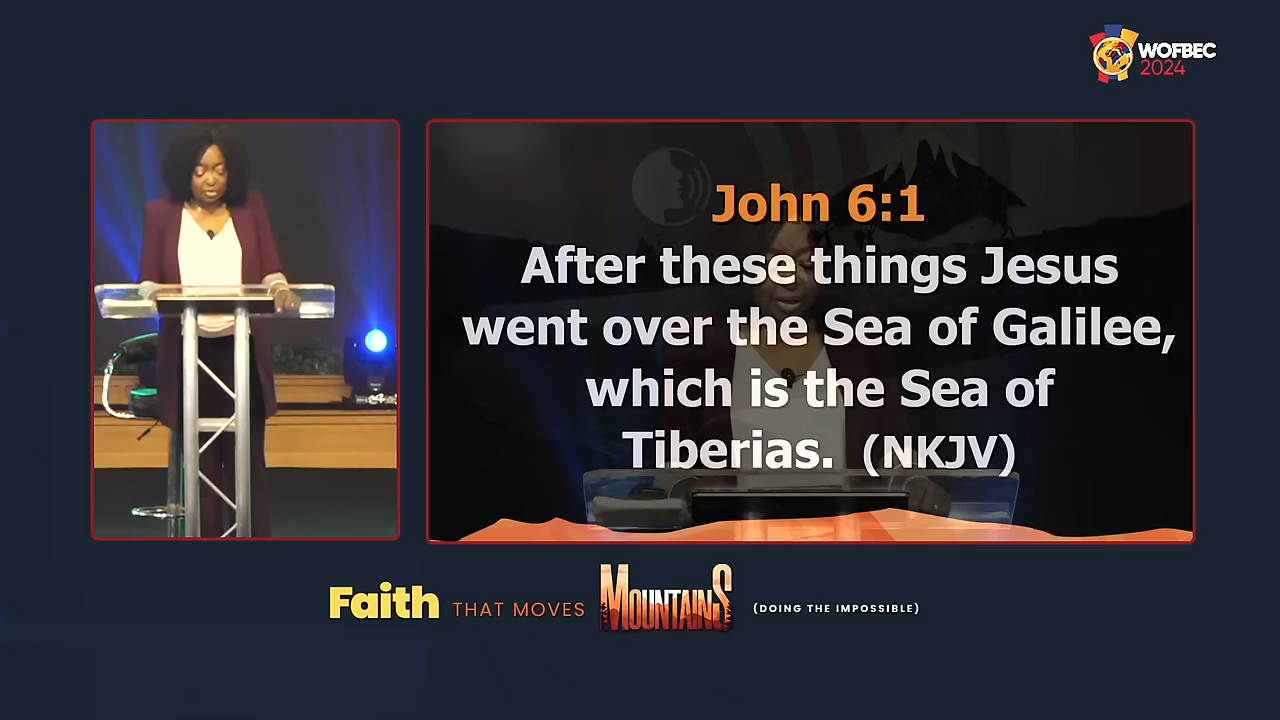 WOFBEC
2024
John 6:1
After these things Jesus
went over the Sea of Galilee,
which is the Sea of
Tiberias. (NKJV)
Faith THAT MOVES MOUNTAINS (DOING THE IMPOSSIBLE)